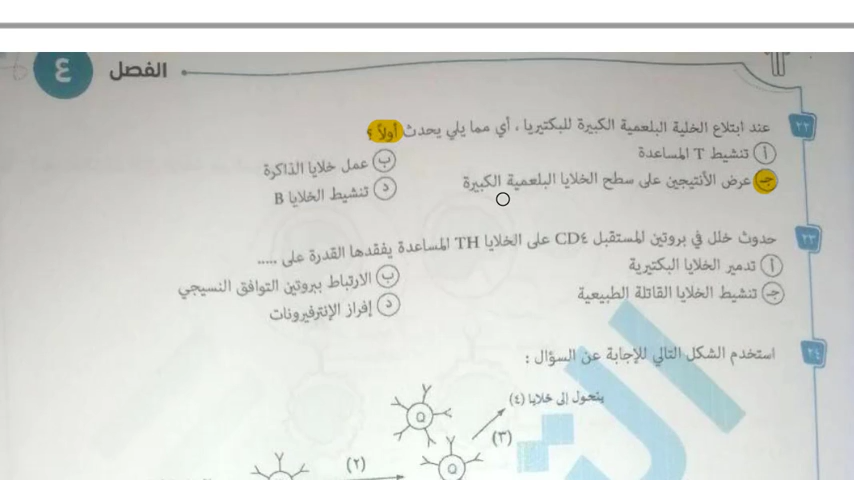 الفصل ٤
٢٢ عند ابتلاع الخلية البلعمية الكبيرة للبكتيريا ، أي مما يلي يحدث أولاً ؟
أ تنشيط T المساعدة ب عمل خلايا الذاكرة
جـ عرض الأنتيجين على سطح الخلايا البلعمية الكبيرة د تنشيط الخلايا B
٢٣ حدوث خلل في بروتين المستقبل CD٤ على الخلايا TH المساعدة يفقدها القدرة على .....
أ تدمير الخلايا البكتيرية ب الارتباط ببروتين التوافق النسيجي
جـ تنشيط الخلايا القاتلة الطبيعية د إفراز الإنترفيرونات
٢٤ استخدم الشكل التالي للإجابة عن السؤال :
يتحول إلى خلايا (٤)
(٣)
(٢)